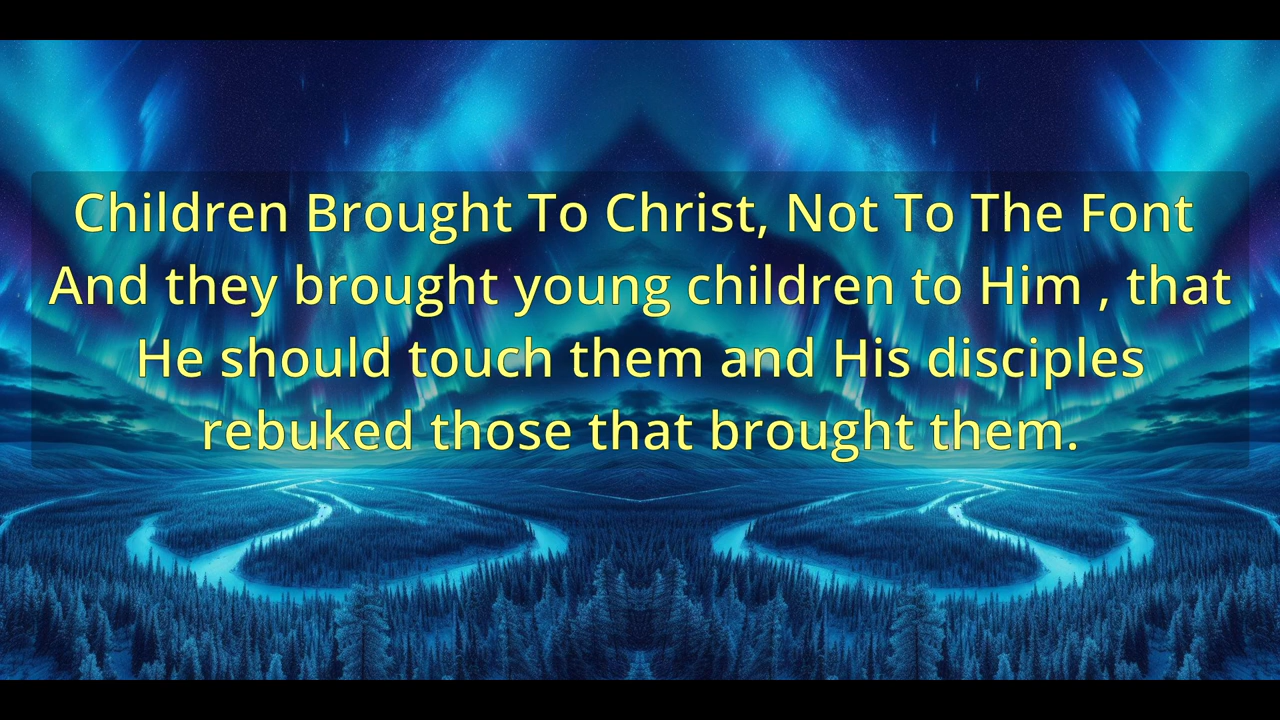 Children Brought To Christ, Not To The Font
And they brought young children to Him , that
He should touch them and His disciples
rebuked those that brought them.